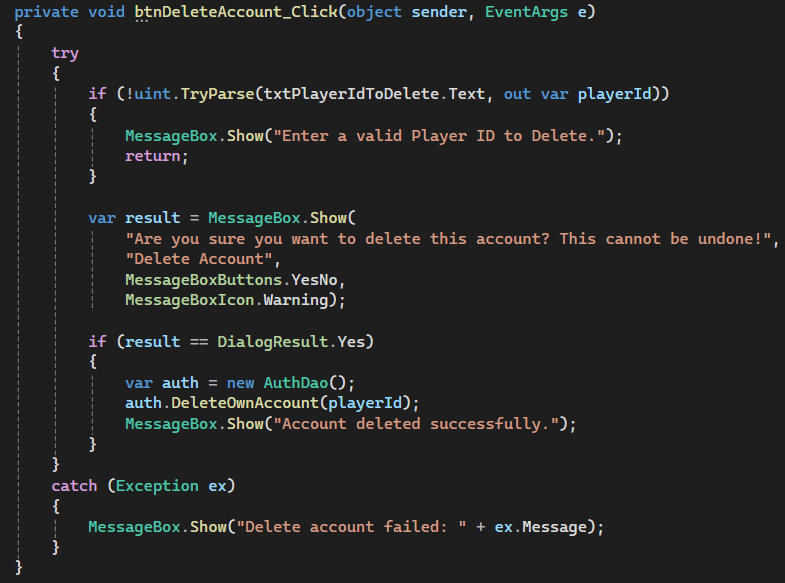 private void btnDeleteAccount_Click(object sender, EventArgs e)
{
    try
    {
        if (!uint.TryParse(txtPlayerIdToDelete.Text, out var playerId))
        {
            MessageBox.Show("Enter a valid Player ID to Delete.");
            return;
        }

        var result = MessageBox.Show(
            "Are you sure you want to delete this account? This cannot be undone!",
            "Delete Account",
            MessageBoxButtons.YesNo,
            MessageBoxIcon.Warning);

        if (result == DialogResult.Yes)
        {
            var auth = new AuthDao();
            auth.DeleteOwnAccount(playerId);
            MessageBox.Show("Account deleted successfully.");
        }
    }
    catch (Exception ex)
    {
        MessageBox.Show("Delete account failed: " + ex.Message);
    }
}